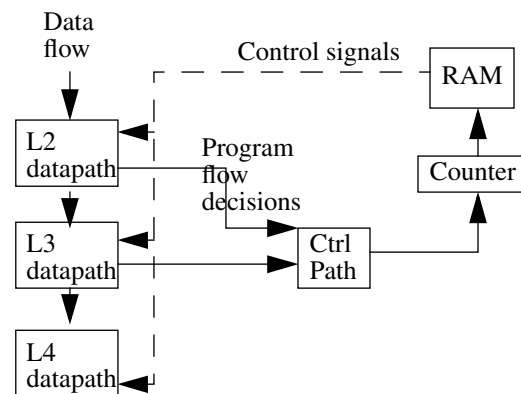 Data
flow
Control signals
RAM
L2
datapath
Program
flow
decisions
Counter
L3
datapath
Ctrl
Path
L4
datapath